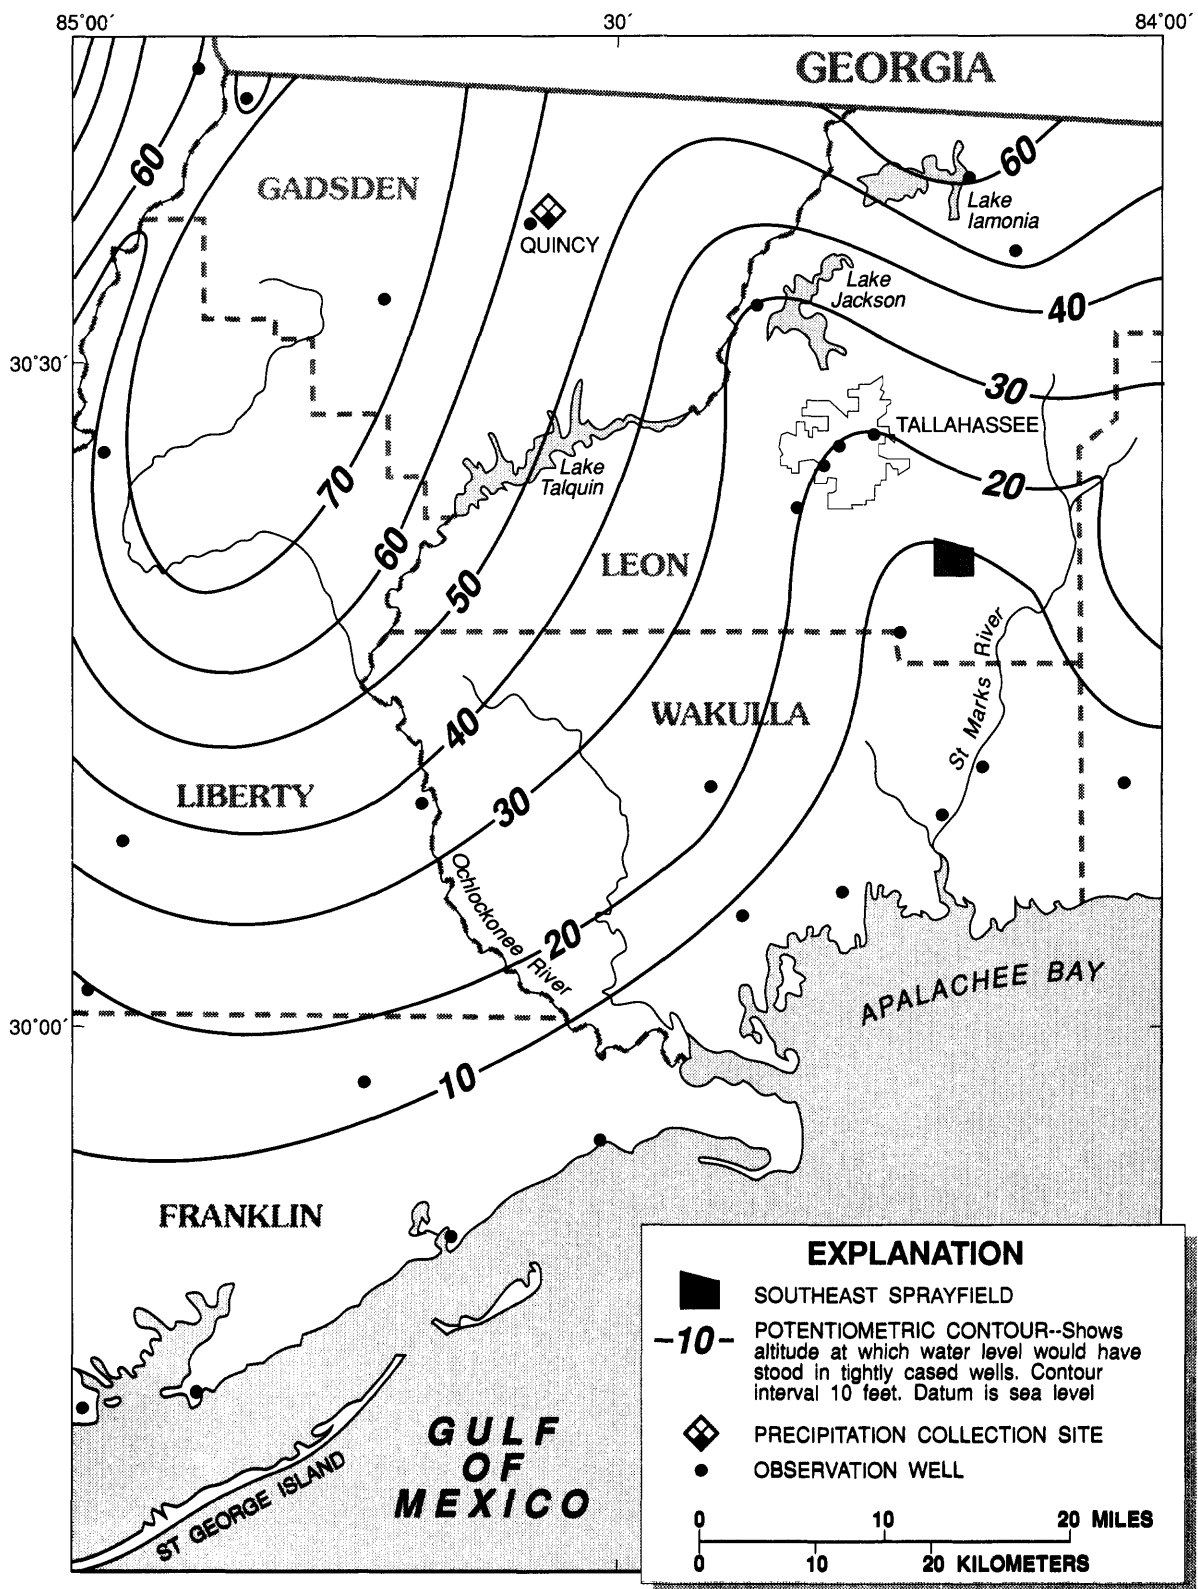 85°00′
30′
84°00′
GEORGIA
60
60
GADSDEN
Lake
Iamonia
QUINCY
Lake
Jackson
40
30°30′
30
TALLAHASSEE
Lake
Talquin
70
20
60
LEON
50
St Marks River
WAKULLA
40
LIBERTY
30
Ochlockonee River
20
APALACHEE BAY
30°00′
10
FRANKLIN
EXPLANATION
SOUTHEAST SPRAYFIELD
–10– POTENTIOMETRIC CONTOUR--Shows
altitude at which water level would have
stood in tightly cased wells. Contour
interval 10 feet. Datum is sea level
PRECIPITATION COLLECTION SITE
OBSERVATION WELL
0 10 20 MILES
0 10 20 KILOMETERS
GULF
OF
MEXICO
ST GEORGE ISLAND